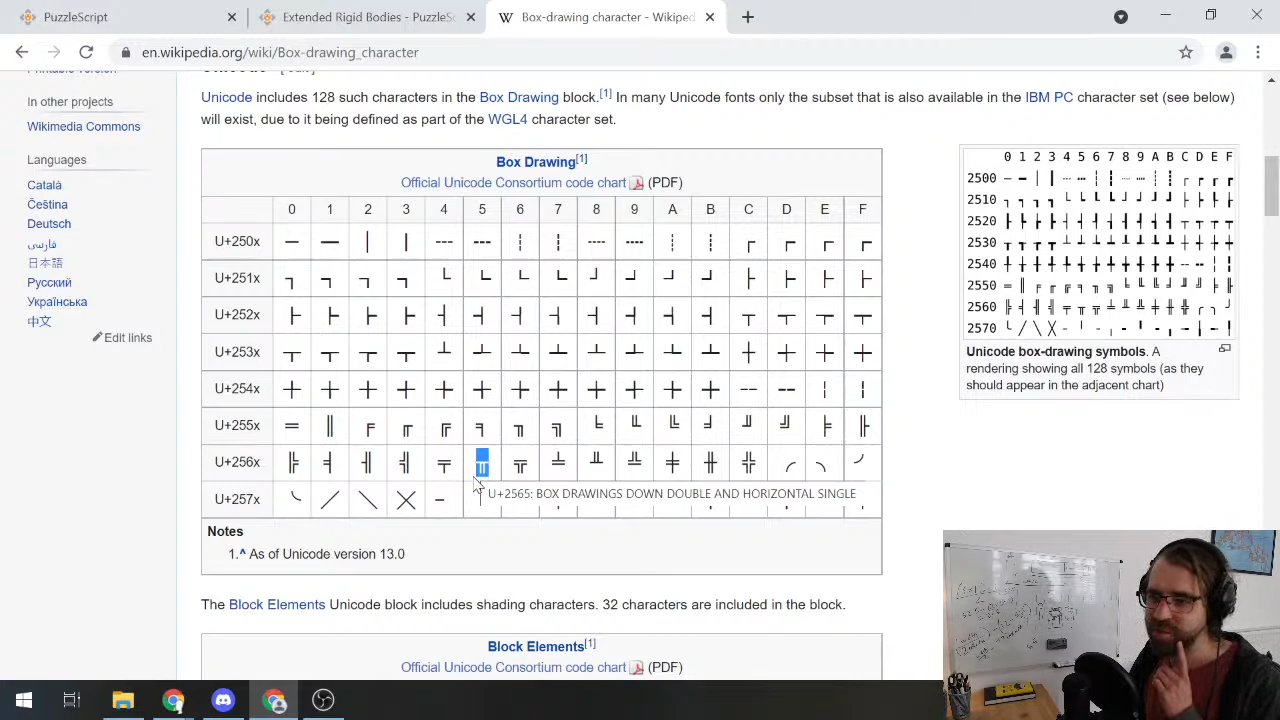 PuzzleScript
Extended Rigid Bodies - PuzzleSc
W Box-drawing character - Wikiped
en.wikipedia.org/wiki/Box-drawing_character
Printable version
In other projects
Wikimedia Commons
Languages
Català
Čeština
Deutsch
فارسی
日本語
Русский
Українська
中文
Edit links
Unicode includes 128 such characters in the Box Drawing block.[1] In many Unicode fonts only the subset that is also available in the IBM PC character set (see below)
will exist, due to it being defined as part of the WGL4 character set.
Box Drawing[1]
Official Unicode Consortium code chart (PDF)
0 1 2 3 4 5 6 7 8 9 A B C D E F
U+250x ─ ━ │ ┃ ┄ ┅ ┆ ┇ ┈ ┉ ┊ ┋ ┌ ┍ ┎ ┏
U+251x ┐ ┑ ┒ ┓ └ ┕ ┖ ┗ ┘ ┙ ┚ ┛ ├ ┝ ┞ ┟
U+252x ┠ ┡ ┢ ┣ ┤ ┥ ┦ ┧ ┨ ┩ ┪ ┫ ┬ ┭ ┮ ┯
U+253x ┰ ┱ ┲ ┳ ┴ ┵ ┶ ┷ ┸ ┹ ┺ ┻ ┼ ┽ ┾ ┿
U+254x ╀ ╁ ╂ ╃ ╄ ╅ ╆ ╇ ╈ ╉ ╊ ╋ ╌ ╍ ╎ ╏
U+255x ═ ║ ╒ ╓ ╔ ╕ ╖ ╗ ╘ ╙ ╚ ╛ ╜ ╝ ╞ ╟
U+256x ╠ ╡ ╢ ╣ ╤ ╥ ╦ ╧ ╨ ╩ ╪ ╫ ╬ ╭ ╮ ╯
U+257x ╰ ╱ ╲ ╳ ╴
U+2565: BOX DRAWINGS DOWN DOUBLE AND HORIZONTAL SINGLE
Notes
1.^ As of Unicode version 13.0
The Block Elements Unicode block includes shading characters. 32 characters are included in the block.
Block Elements[1]
Official Unicode Consortium code chart (PDF)
0 1 2 3 4 5 6 7 8 9 A B C D E F
2500
2510
2520
2530
2540
2550
2560
2570
Unicode box-drawing symbols. A
rendering showing all 128 symbols (as they
should appear in the adjacent chart)